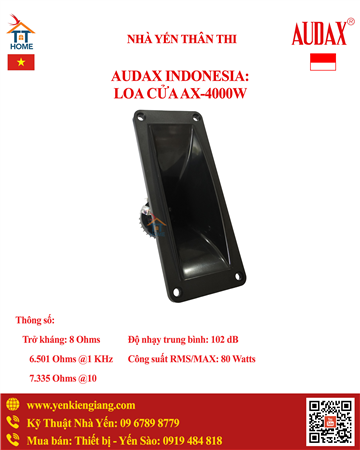 TT
HOME
NHÀ YẾN THÂN THI
AUDAX®
AUDAX INDONESIA:
LOA CỬA AX-4000W
Thông số:
Trở kháng: 8 Ohms
6.501 Ohms @1 KHz
7.335 Ohms @10
Độ nhạy trung bình: 102 dB
Công suất RMS/MAX: 80 Watts
www.yenkiengiang.com
Kỹ Thuật Nhà Yến: 09 6789 8779
Mua bán: Thiết bị - Yến Sào: 0919 484 818